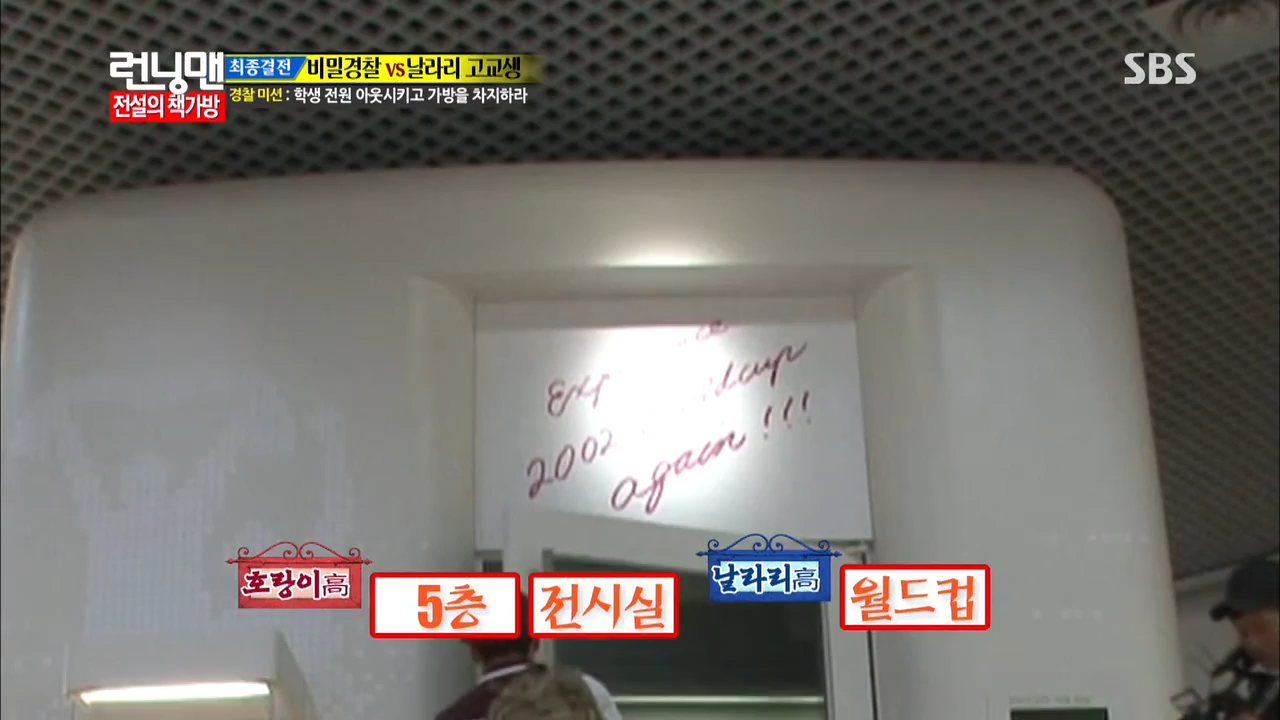 런닝맨
전설의 책가방
최종결전 비밀경찰 vs 날라리 고교생
경찰 미션 : 학생 전원 아웃시키고 가방을 차지하라
SBS
2002
again !!!
호랑이高 5층 전시실
날라리高 월드컵